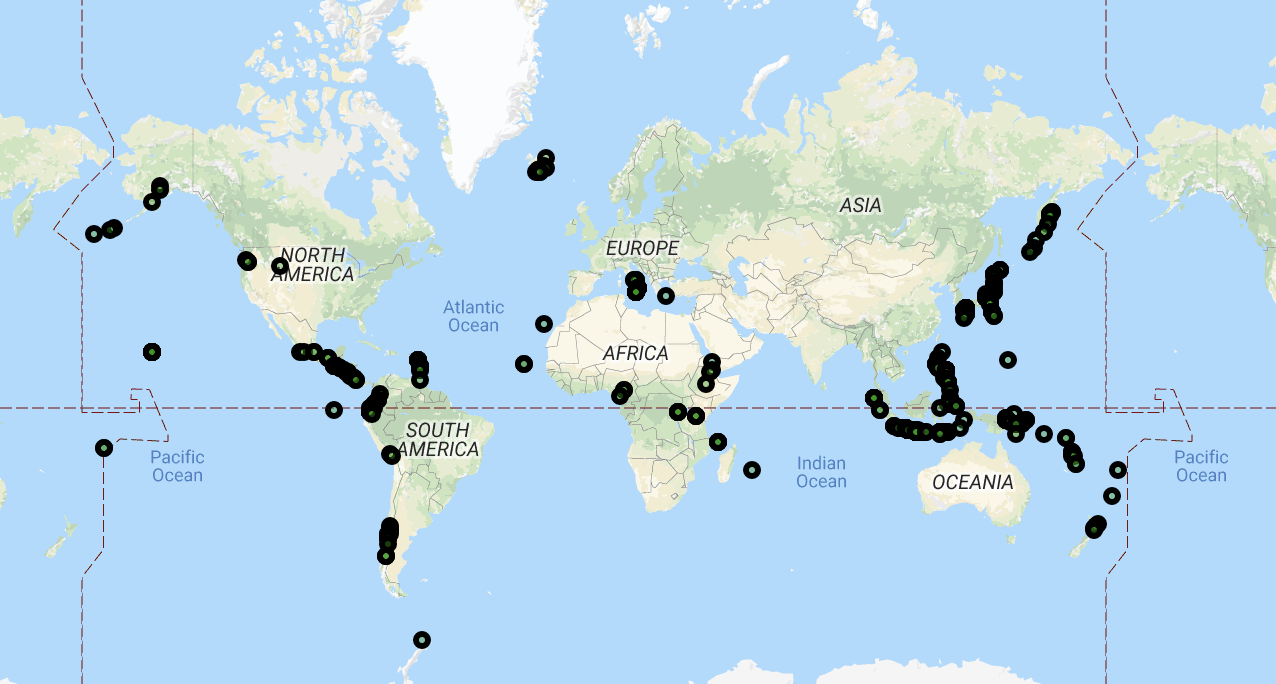 ASIA
NORTH
AMERICA
EUROPE
Atlantic
Ocean
AFRICA
SOUTH
AMERICA
Pacific
Ocean
Indian
Ocean
OCEANIA
Pacific
Ocean